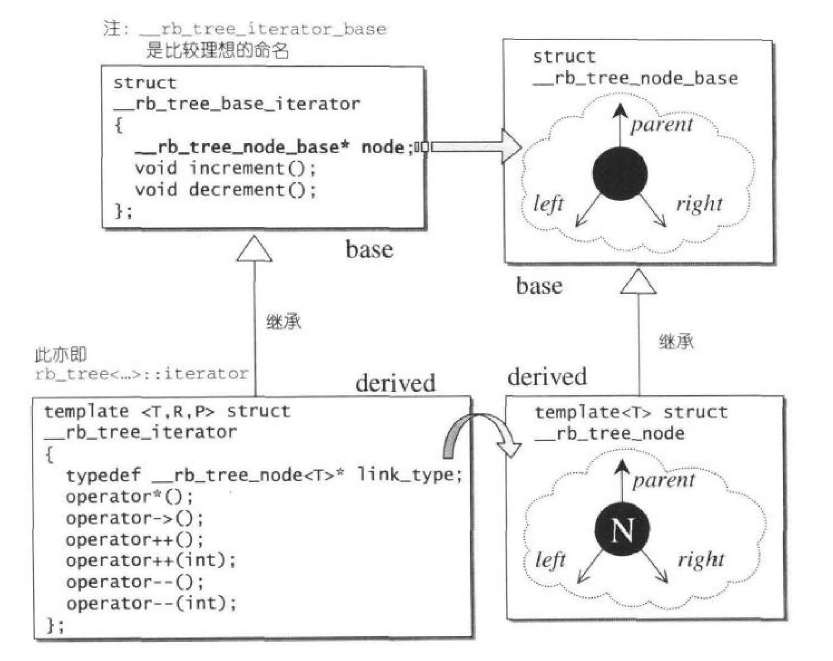 注: __rb_tree_iterator_base
是比较理想的命名
struct
__rb_tree_base_iterator
{
__rb_tree_node_base* node;
void increment();
void decrement();
};
base
struct
__rb_tree_node_base
parent
left
right
base
继承
继承
此亦即
rb_tree<…>::iterator
derived
template <T,R,P> struct
__rb_tree_iterator
{
typedef __rb_tree_node<T>* link_type;
operator*();
operator->();
operator++();
operator++(int);
operator--();
operator--(int);
};
derived
template<T> struct
__rb_tree_node
parent
N
left
right